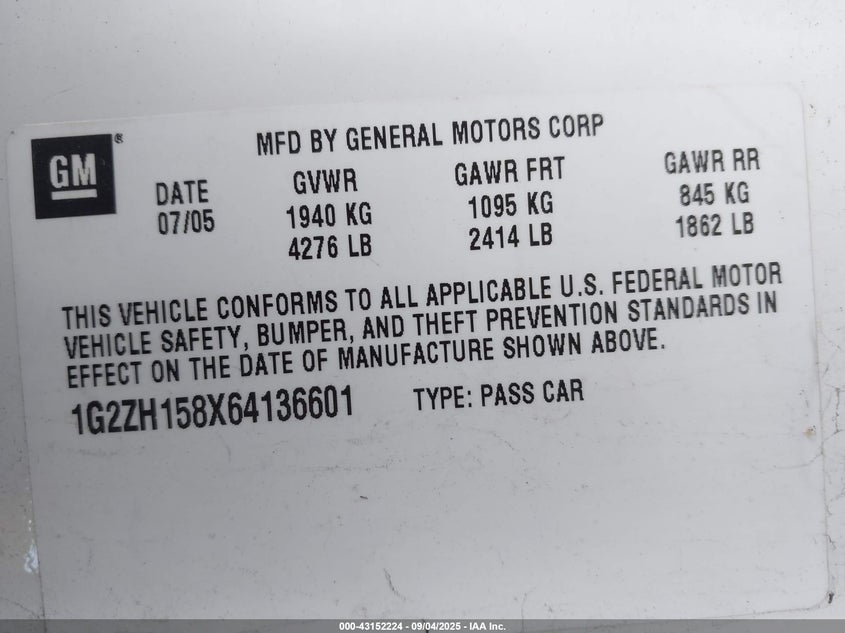 GM®
MFD BY GENERAL MOTORS CORP
DATE GVWR GAWR FRT GAWR RR
07/05 1940 KG 1095 KG 845 KG
4276 LB 2414 LB 1862 LB
THIS VEHICLE CONFORMS TO ALL APPLICABLE U.S. FEDERAL MOTOR
VEHICLE SAFETY, BUMPER, AND THEFT PREVENTION STANDARDS IN
EFFECT ON THE DATE OF MANUFACTURE SHOWN ABOVE.
1G2ZH158X64136601 TYPE: PASS CAR
000-43152224 - 09/04/2025 - IAA Inc.